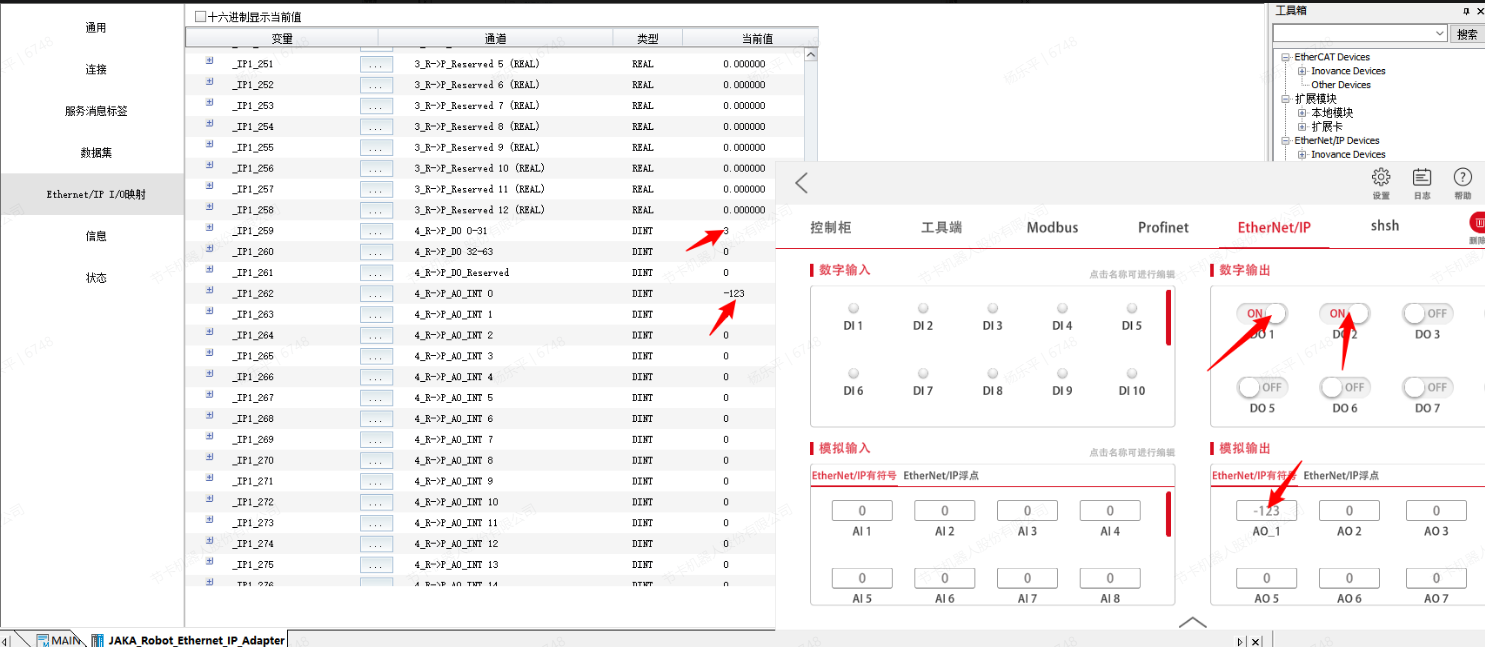 通用
连接
服务消息标签
数据集
Ethernet/IP I/O映射
信息
状态
十六进制显示当前值
变量 通道 类型 当前值
_IP1_251 ... 3_R->P_Reserved 5 (REAL) REAL 0.000000
_IP1_252 ... 3_R->P_Reserved 6 (REAL) REAL 0.000000
_IP1_253 ... 3_R->P_Reserved 7 (REAL) REAL 0.000000
_IP1_254 ... 3_R->P_Reserved 8 (REAL) REAL 0.000000
_IP1_255 ... 3_R->P_Reserved 9 (REAL) REAL 0.000000
_IP1_256 ... 3_R->P_Reserved 10 (REAL) REAL 0.000000
_IP1_257 ... 3_R->P_Reserved 11 (REAL) REAL 0.000000
_IP1_258 ... 3_R->P_Reserved 12 (REAL) REAL 0.000000
_IP1_259 ... 4_R->P_DO 0-31 DINT 3
_IP1_260 ... 4_R->P_DO 32-63 DINT 0
_IP1_261 ... 4_R->P_DO_Reserved DINT 0
_IP1_262 ... 4_R->P_AO_INT 0 DINT -123
_IP1_263 ... 4_R->P_AO_INT 1 DINT
_IP1_264 ... 4_R->P_AO_INT 2 DINT 0
_IP1_265 ... 4_R->P_AO_INT 3 DINT 0
_IP1_266 ... 4_R->P_AO_INT 4 DINT 0
_IP1_267 ... 4_R->P_AO_INT 5 DINT 0
_IP1_268 ... 4_R->P_AO_INT 6 DINT 0
_IP1_269 ... 4_R->P_AO_INT 7 DINT 0
_IP1_270 ... 4_R->P_AO_INT 8 DINT 0
_IP1_271 ... 4_R->P_AO_INT 9 DINT 0
_IP1_272 ... 4_R->P_AO_INT 10 DINT 0
_IP1_273 ... 4_R->P_AO_INT 11 DINT 0
_IP1_274 ... 4_R->P_AO_INT 12 DINT 0
_IP1_275 ... 4_R->P_AO_INT 13 DINT 0
_IP1_276 4_R->P_AO_INT 14 DINT 0
MAIN JAKA_Robot_Ethernet_IP_Adapter
工具箱
搜索
EtherCAT Devices
Inovance Devices
Other Devices
扩展模块
本地模块
扩展卡
EtherNet/IP Devices
Inovance Devices
设置 日志 帮助
控制柜 工具端 Modbus Profinet EtherNet/IP shsh
删除
数字输入 点击名称可进行编辑
DI 1 DI 2 DI 3 DI 4 DI 5
DI 6 DI 7 DI 8 DI 9 DI 10
数字输出
ON ON OFF
DO 1 DO 2 DO 3
OFF OFF OFF
DO 5 DO 6 DO 7
模拟输入 点击名称可进行编辑
EtherNet/IP有符号 EtherNet/IP浮点
0 0 0 0
AI 1 AI 2 AI 3 AI 4
0 0 0 0
AI 5 AI 6 AI 7 AI 8
模拟输出
EtherNet/IP有符号 EtherNet/IP浮点
-123 0 0
AO_1 AO 2 AO 3
0 0 0
AO 5 AO 6 AO 7